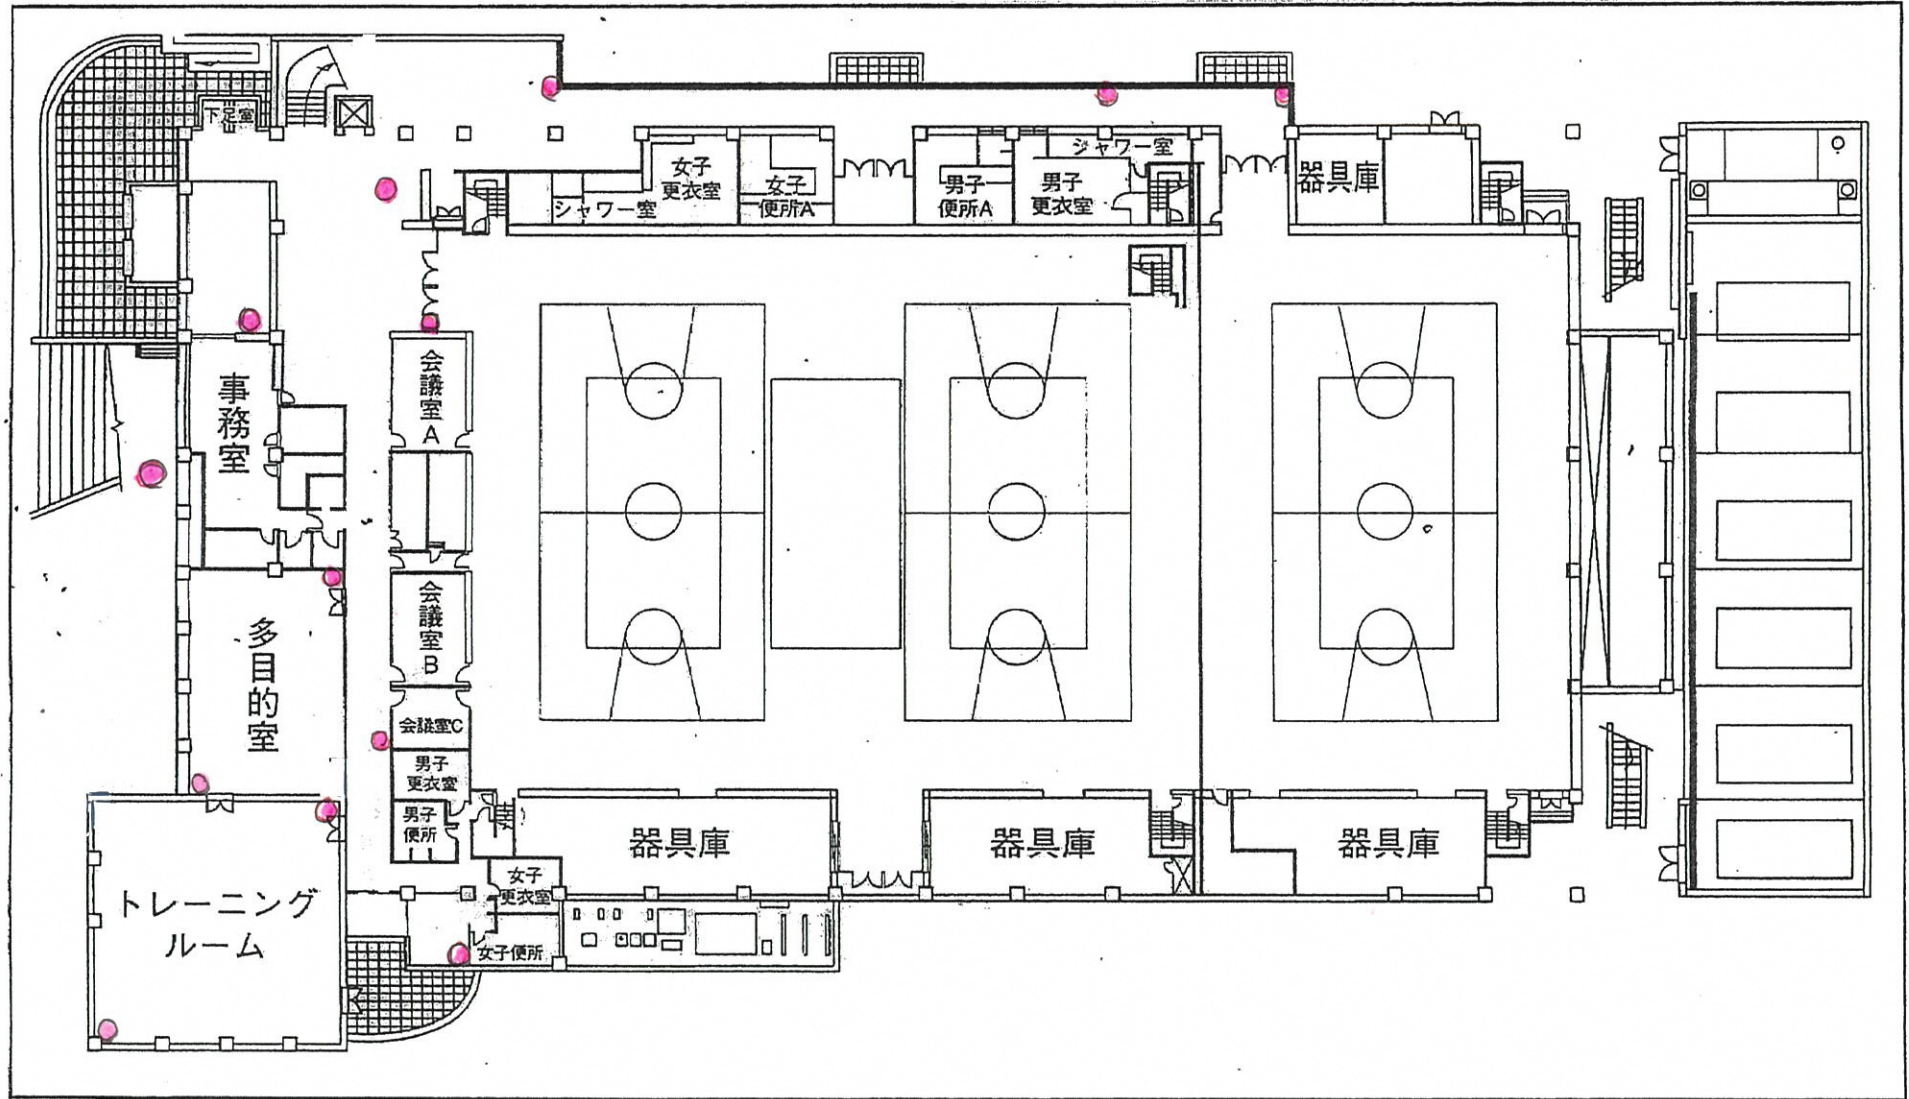 下足室
女子
更衣室
シャワー室
女子
便所A
男子
便所A
男子
更衣室
シャワー室
器具庫
会議室A
事務室
会議室B
多目的室
会議室C
男子
更衣室
男子
便所
器具庫
器具庫
器具庫
女子
更衣室
女子便所
トレーニング
ルーム